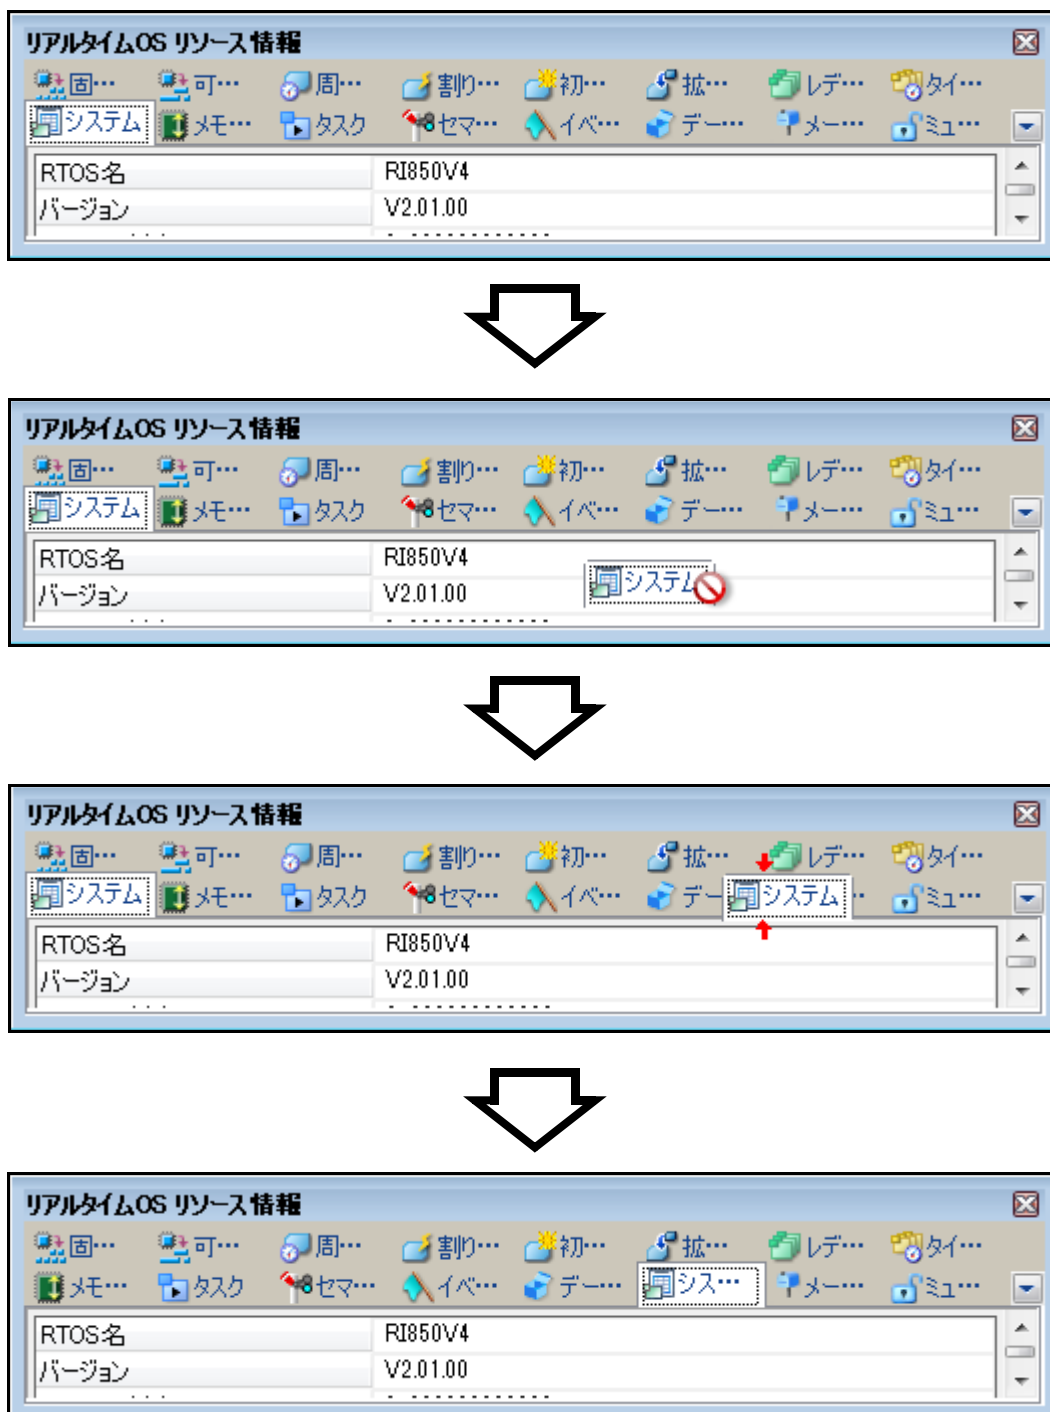 リアルタイムOS リソース情報
固… 可… 周… 割り… 初… 拡… レデ… タイ…
システム メモ… タスク セマ… イベ… デー… メー… ミュ…
RTOS名 RI850V4
バージョン V2.01.00
リアルタイムOS リソース情報
固… 可… 周… 割り… 初… 拡… レデ… タイ…
システム メモ… タスク セマ… イベ… デー… メー… ミュ…
RTOS名 RI850V4
システム
バージョン V2.01.00
リアルタイムOS リソース情報
固… 可… 周… 割り… 初… 拡… レデ… タイ…
システム メモ… タスク セマ… イベ… デー システム ミュ…
RTOS名 RI850V4
バージョン V2.01.00
リアルタイムOS リソース情報
固… 可… 周… 割り… 初… 拡… レデ… タイ…
メモ… タスク セマ… イベ… デー… シス… メー… ミュ…
RTOS名 RI850V4
バージョン V2.01.00